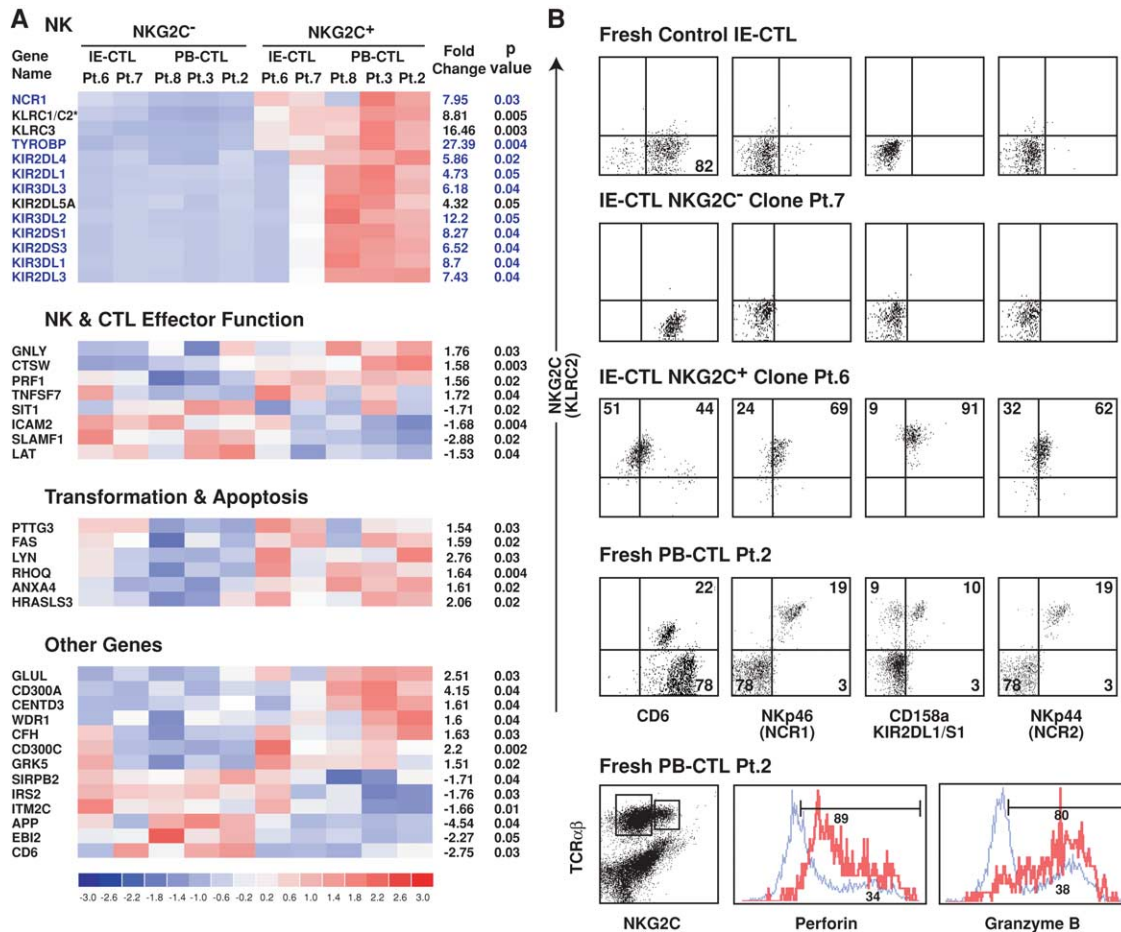 A
NK
NKG2C-
NKG2C+
IE-CTL PB-CTL IE-CTL PB-CTL
Gene Name
Fold Change
p value
Pt.6 Pt.7 Pt.8 Pt.3 Pt.2 Pt.6 Pt.7 Pt.8 Pt.3 Pt.2
NCR1 7.95 0.03
KLRC1/C2* 8.81 0.005
KLRC3 16.46 0.003
TYROBP 27.39 0.004
KIR2DL4 5.86 0.02
KIR2DL1 4.73 0.05
KIR3DL3 6.18 0.04
KIR2DL5A 4.32 0.05
KIR3DL2 12.2 0.05
KIR2DS1 8.27 0.04
KIR2DS3 6.52 0.04
KIR3DL1 8.7 0.04
KIR2DL3 7.43 0.04
NK & CTL Effector Function
GNLY 1.76 0.03
CTSW 1.58 0.003
PRF1 1.56 0.02
TNFSF7 1.72 0.04
SIT1 -1.71 0.02
ICAM2 -1.68 0.004
SLAMF1 -2.88 0.02
LAT -1.53 0.04
Transformation & Apoptosis
PTTG3 1.54 0.03
FAS 1.59 0.02
LYN 2.76 0.03
RHOQ 1.64 0.004
ANXA4 1.61 0.02
HRASLS3 2.06 0.02
Other Genes
GLUL 2.51 0.03
CD300A 4.15 0.04
CENTD3 1.61 0.04
WDR1 1.6 0.04
CFH 1.63 0.03
CD300C 2.2 0.002
GRK5 1.51 0.02
SIRPB2 -1.71 0.04
IRS2 -1.76 0.03
ITM2C -1.66 0.01
APP -4.54 0.04
EBI2 -2.27 0.05
CD6 -2.75 0.03
-3.0 -2.6 -2.2 -1.8 -1.4 -1.0 -0.6 -0.2 0.2 0.6 1.0 1.4 1.8 2.2 2.6 3.0
B
NKG2C (KLRC2)
Fresh Control IE-CTL
82
IE-CTL NKG2C- Clone Pt.7
IE-CTL NKG2C+ Clone Pt.6
51 44 24 69 9 91 32 62
Fresh PB-CTL Pt.2
22 19 9 10 19
78 78 3 3 78 3
CD6 NKp46 CD158a NKp44
(NCR1) KIR2DL1/S1 (NCR2)
Fresh PB-CTL Pt.2
TCRαβ
89 80
34 38
NKG2C Perforin Granzyme B